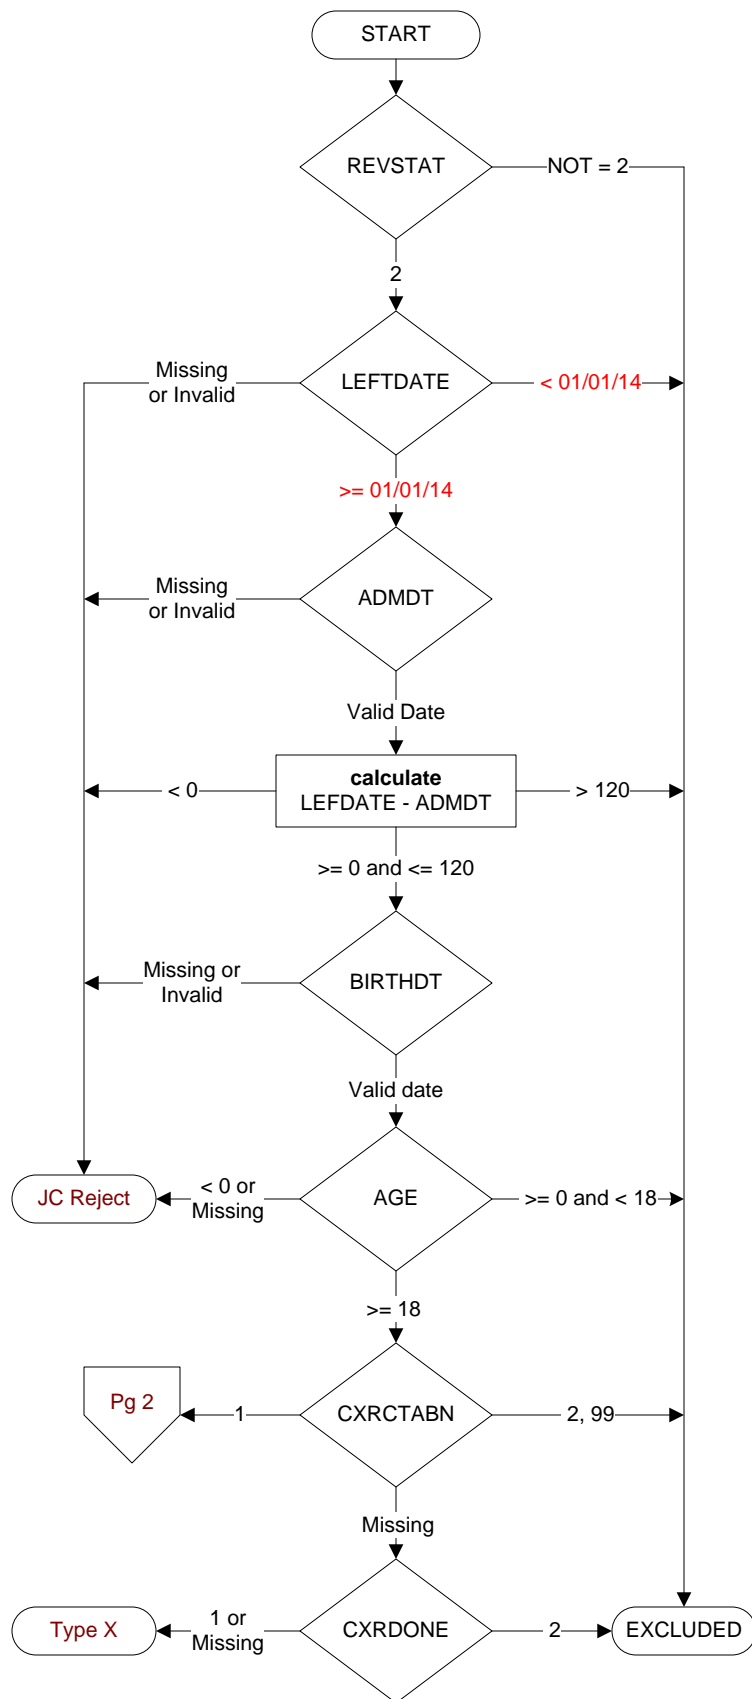 START
REVSTAT
NOT = 2
2
Missing
or Invalid
LEFTDATE
< 01/01/14
>= 01/01/14
Missing
or Invalid
ADMDT
Valid Date
calculate
< 0
LEFDATE - ADMDT
> 120
>= 0 and <= 120
Missing or
Invalid
BIRTHDT
Valid date
JC Reject
< 0 or
Missing
AGE
>= 0 and < 18
>= 18
Pg 2
1
CXRCTABN
2, 99
Missing
Type X
1 or
Missing
CXRDONE
2
EXCLUDED